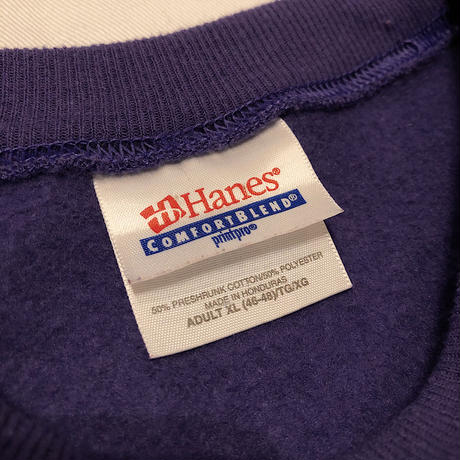 Hanes®
COMFORTBLEND®
printpro®
50% PRESHRUNK COTTON/50% POLYESTER
MADE IN HONDURAS
ADULT XL (46-48)/TG/XG